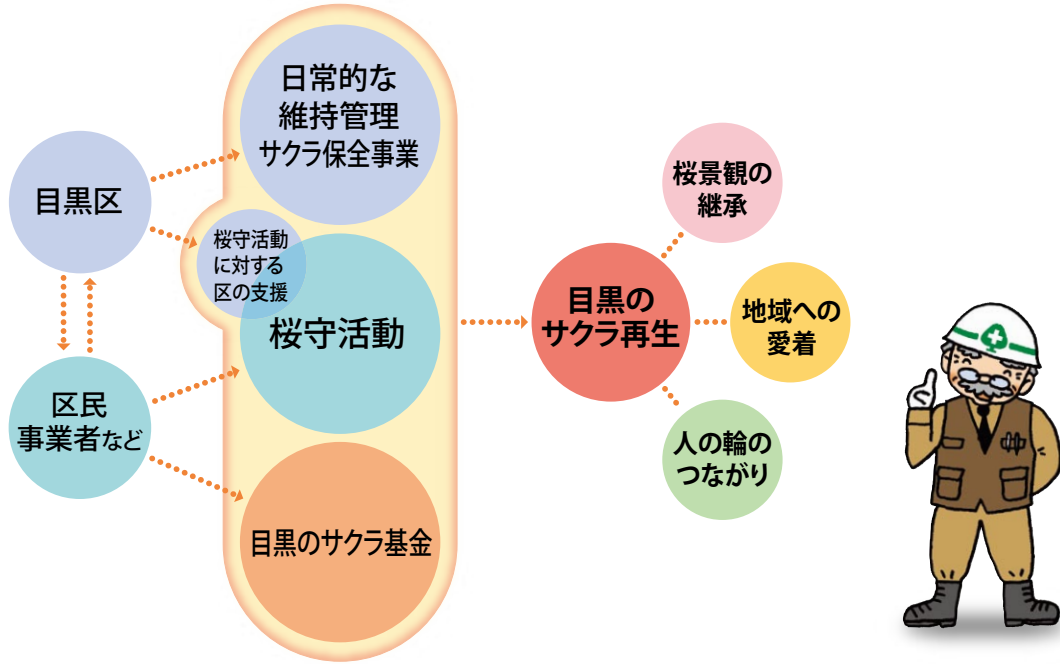 目黒区
区民
事業者など
日常的な
維持管理
サクラ保全事業
桜守活動
に対する
区の支援
桜守活動
目黒のサクラ基金
目黒の
サクラ再生
桜景観の
継承
地域への
愛着
人の輪の
つながり